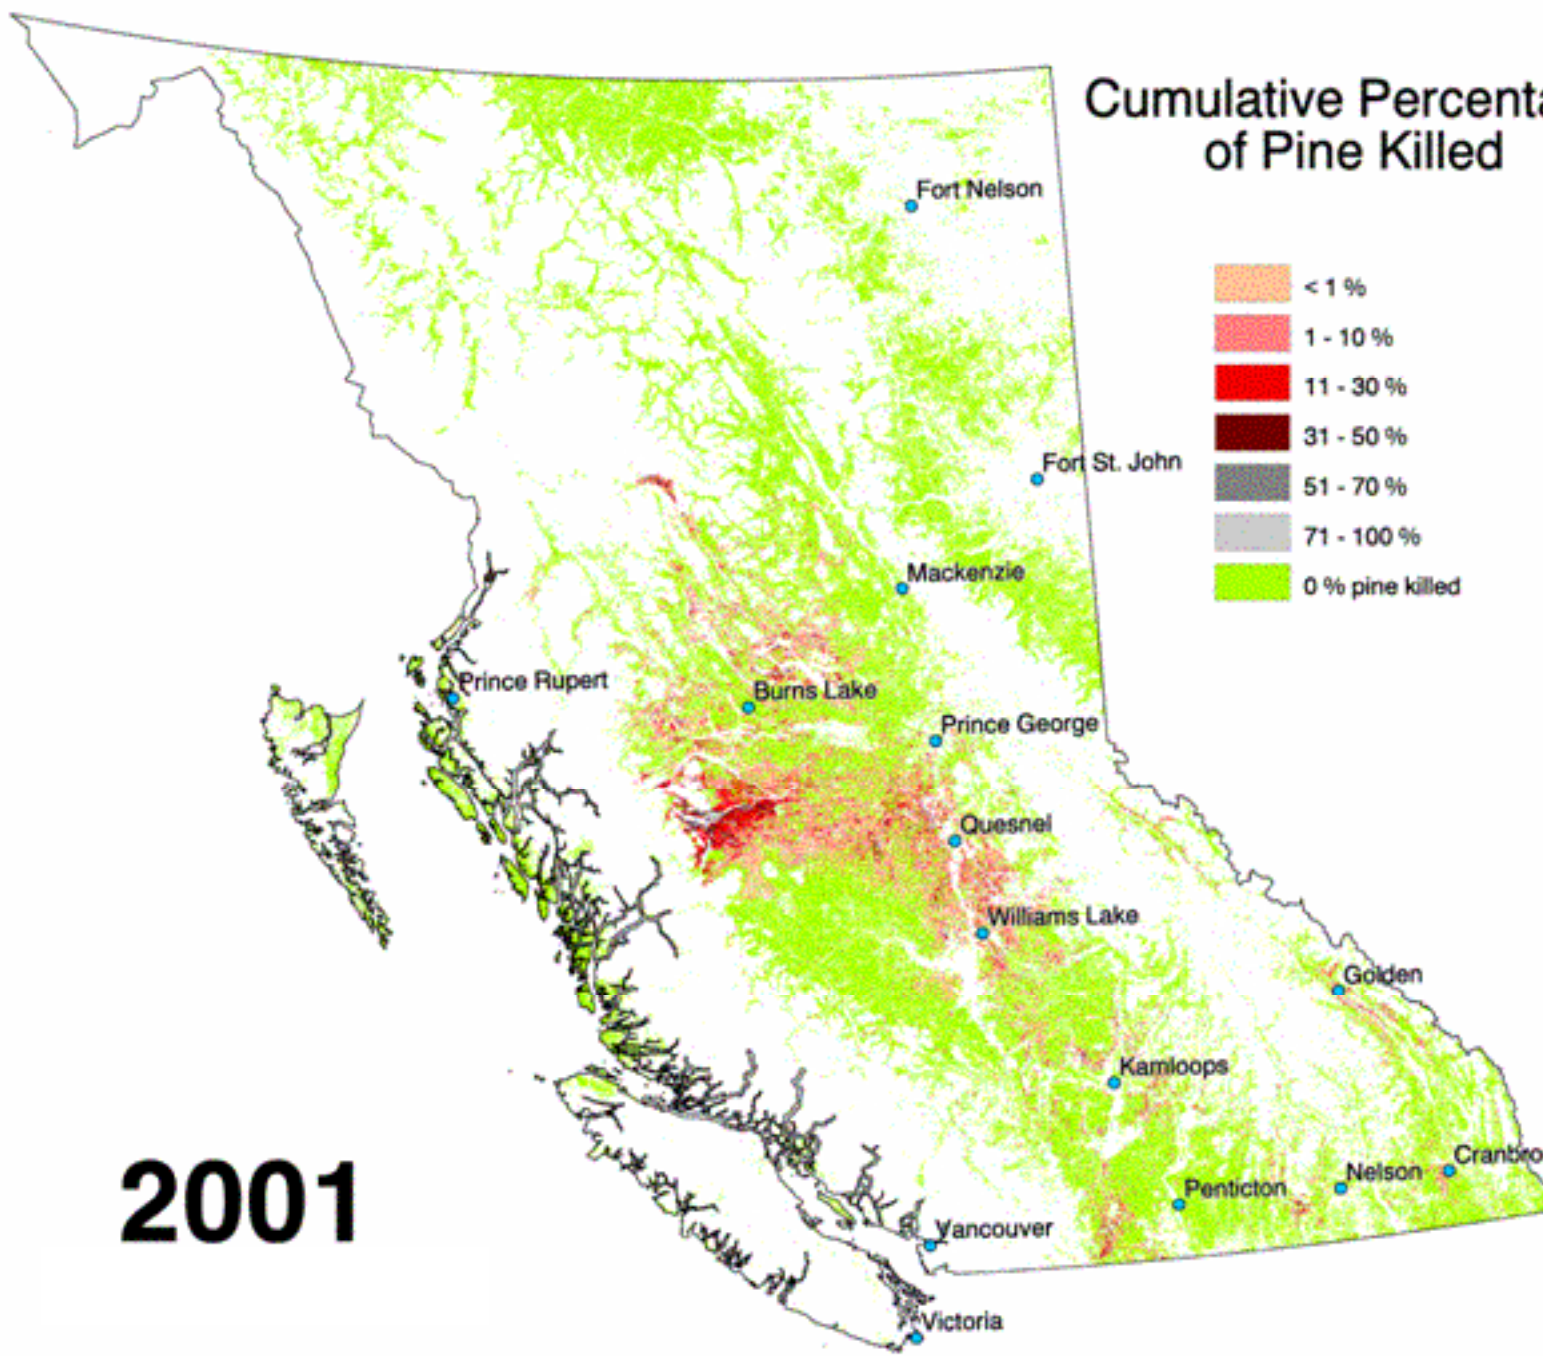 Cumulative Percenta
of Pine Killed
Fort Nelson
< 1 %
1 - 10 %
11 - 30 %
31 - 50 %
51 - 70 %
71 - 100 %
0 % pine killed
Fort St. John
Mackenzie
Prince Rupert
Burns Lake
Prince George
Quesnel
Williams Lake
Golden
Kamloops
Cranbro
Nelson
Penticton
Vancouver
Victoria
2001